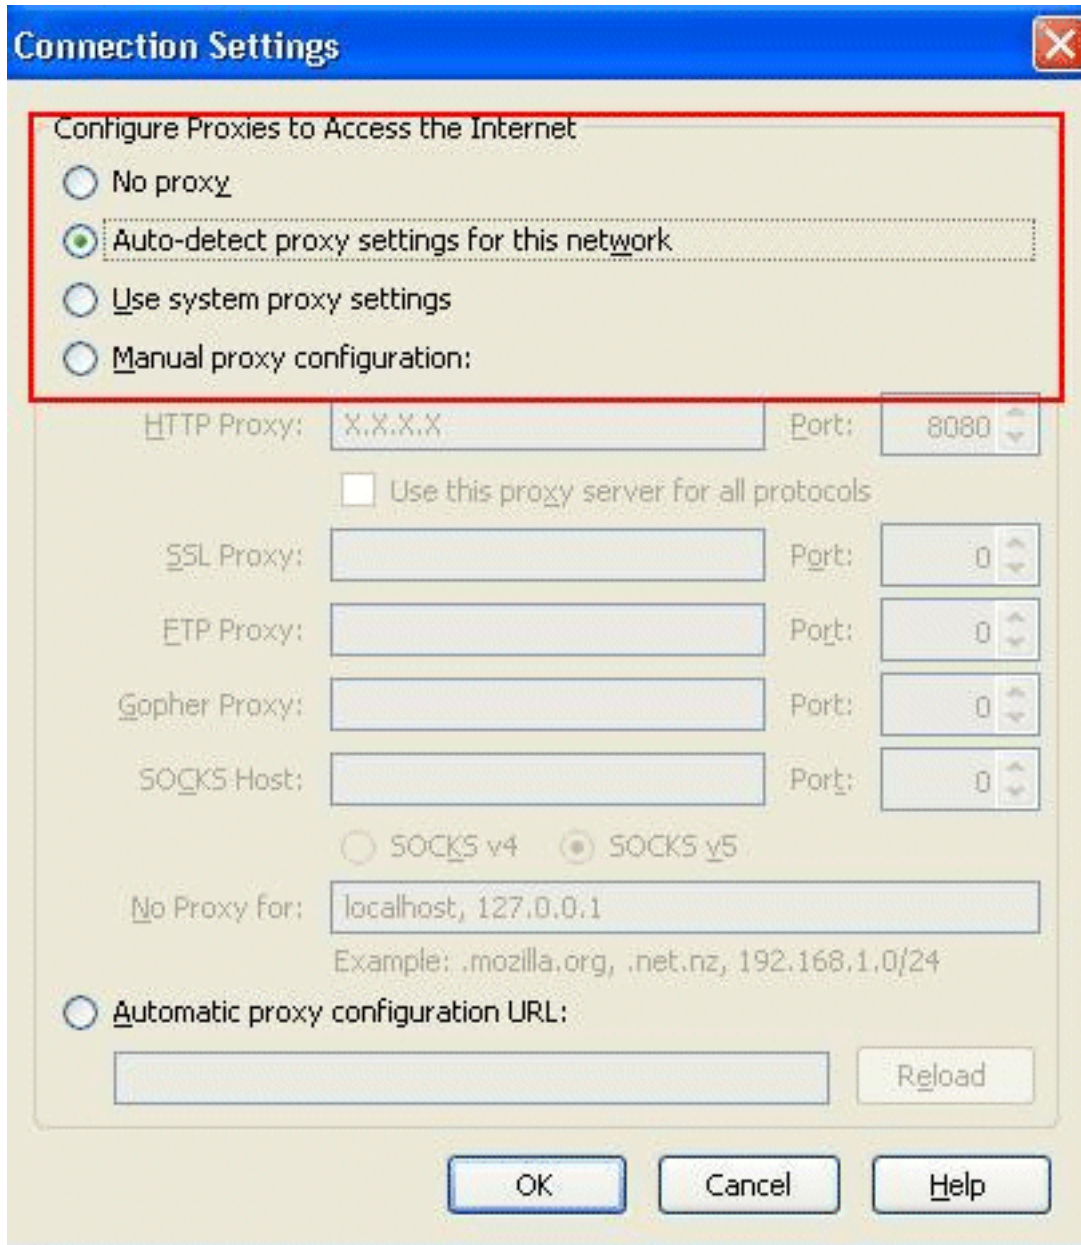 Connection Settings
Configure Proxies to Access the Internet
No proxy
Auto-detect proxy settings for this network
Use system proxy settings
Manual proxy configuration:
HTTP Proxy: X.X.X.X Port: 8080
Use this proxy server for all protocols
SSL Proxy: Port: 0
FTP Proxy: Port: 0
Gopher Proxy: Port: 0
SOCKS Host: Port: 0
SOCKS v4 SOCKS v5
No Proxy for: localhost, 127.0.0.1
Example: .mozilla.org, .net.nz, 192.168.1.0/24
Automatic proxy configuration URL:
Reload
OK Cancel Help